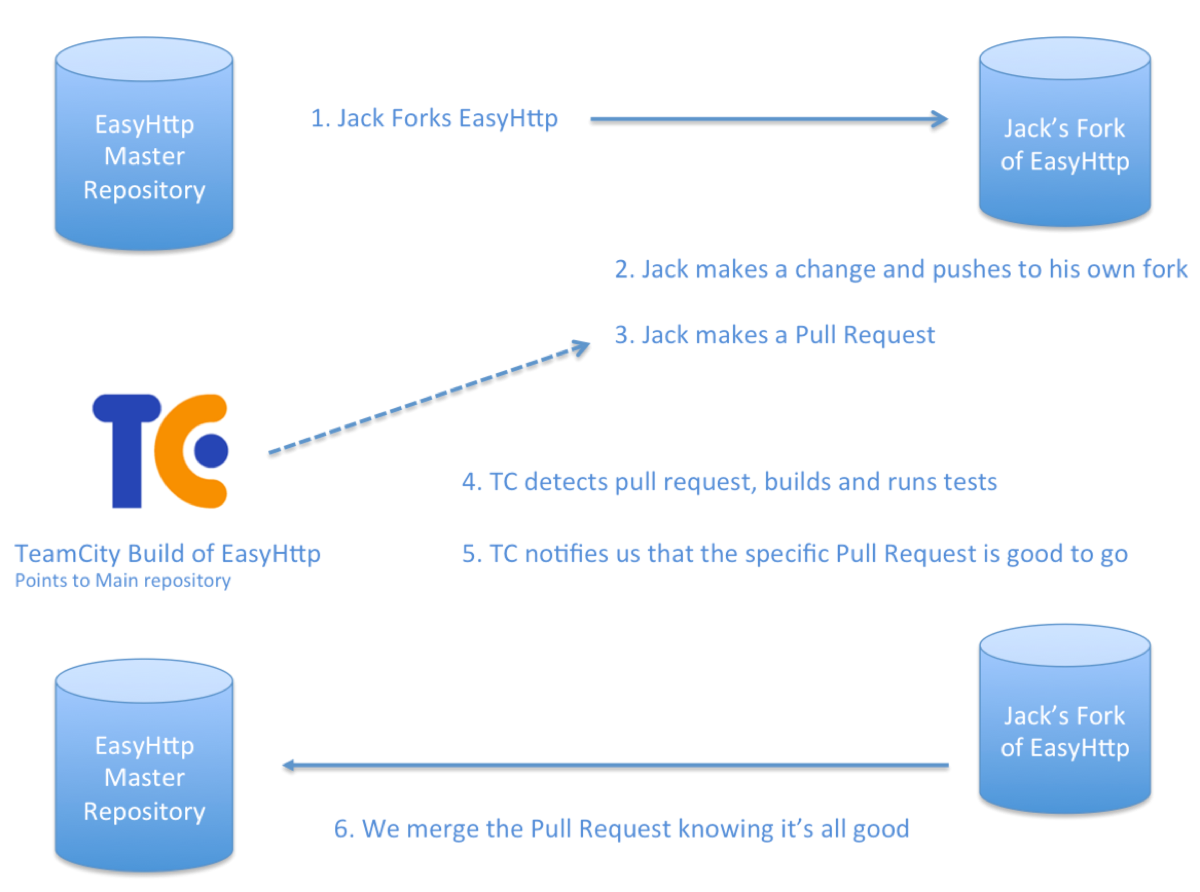 EasyHttp
Master
Repository
1. Jack Forks EasyHttp
Jack's Fork
of EasyHttp
2. Jack makes a change and pushes to his own fork
3. Jack makes a Pull Request
TC
4. TC detects pull request, builds and runs tests
TeamCity Build of EasyHttp
Points to Main repository
5. TC notifies us that the specific Pull Request is good to go
EasyHttp
Master
Repository
Jack's Fork
of EasyHttp
6. We merge the Pull Request knowing it's all good